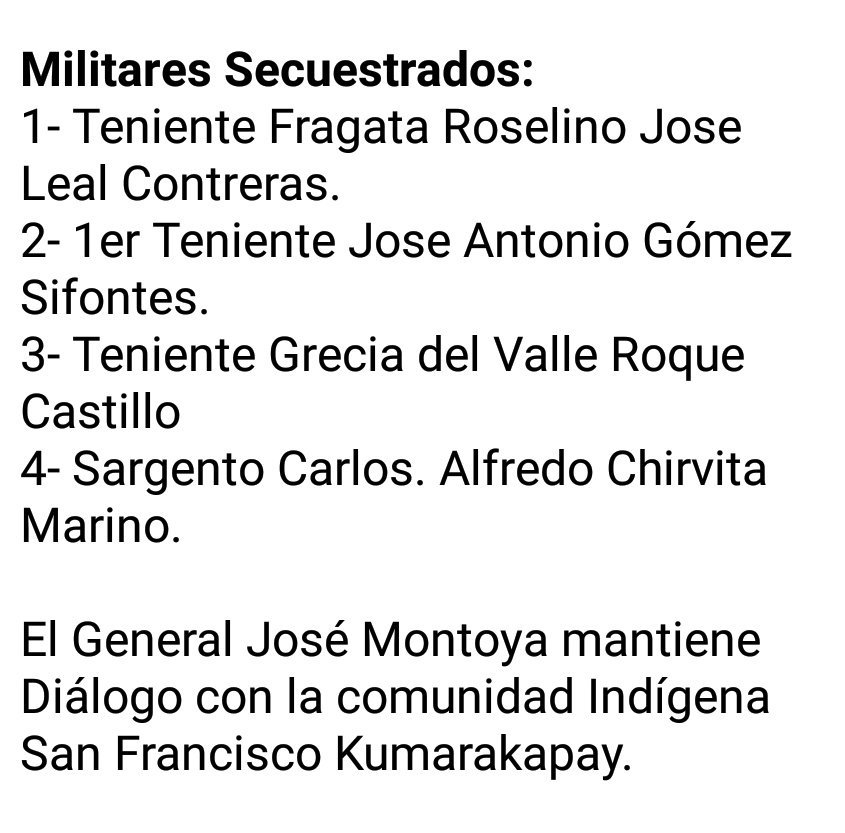 Militares Secuestrados:
1- Teniente Fragata Roselino Jose
Leal Contreras.
2- 1er Teniente Jose Antonio Gómez
Sifontes.
3- Teniente Grecia del Valle Roque
Castillo
4- Sargento Carlos. Alfredo Chirvita
Marino.
El General José Montoya mantiene
Diálogo con la comunidad Indígena
San Francisco Kumarakapay.